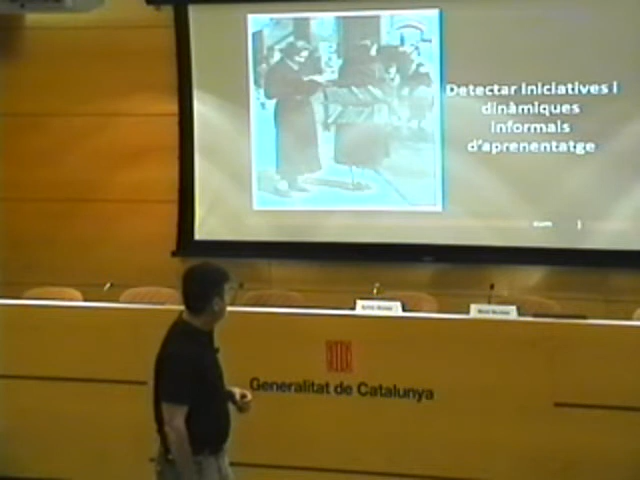 Detectar iniciatives i
dinàmiques
informals
d'aprenentatge
Generalitat de Catalunya